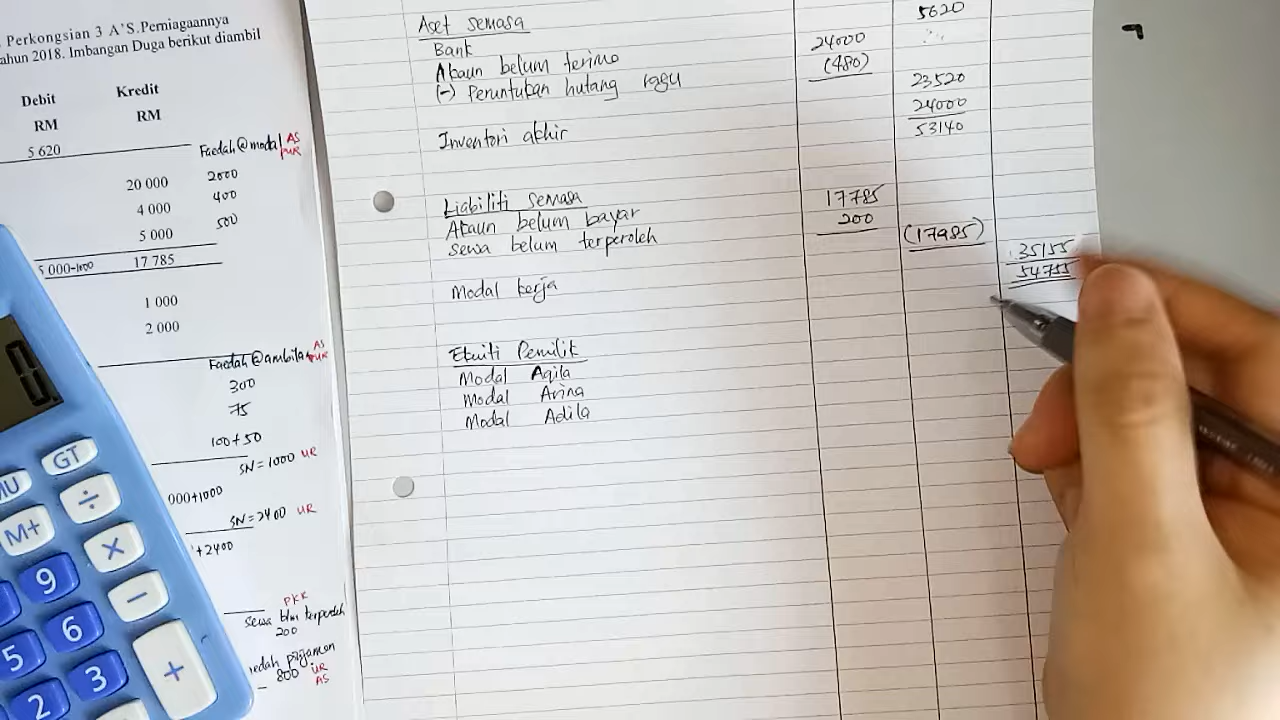 Perkongsian 3 A'S.Perniagaannya
ahun 2018. Imbangan Duga berikut diambil
Debit Kredit
RM RM
5 620
Faedah@modal AS
PUR
20 000 2000
4 000 400
5 000 500
5 000-1000 17 785
1 000
2 000
Faedah@ambilan AS
PUR
300
75
100+50
SN=1000 UR
000+1000
SN=2400 UR
+2400
PKK
sewa blm terperoleh
200
pinjaman
800 UR
AS
GT
MU
M+ ÷
9 ×
6 −
5 3 +
2
0.
Aset semasa 5620
Bank
Akaun belum terima 24000
(-) Peruntukan hutang ragu (480) 23520
Inventori akhir 24000
53140
Liabiliti semasa
Akaun belum bayar 17785
sewa belum terperoleh 200 (17985)
Modal kerja 35155
54755
Ekuiti Pemilik
Modal Aqila
Modal Arina
Modal Adila